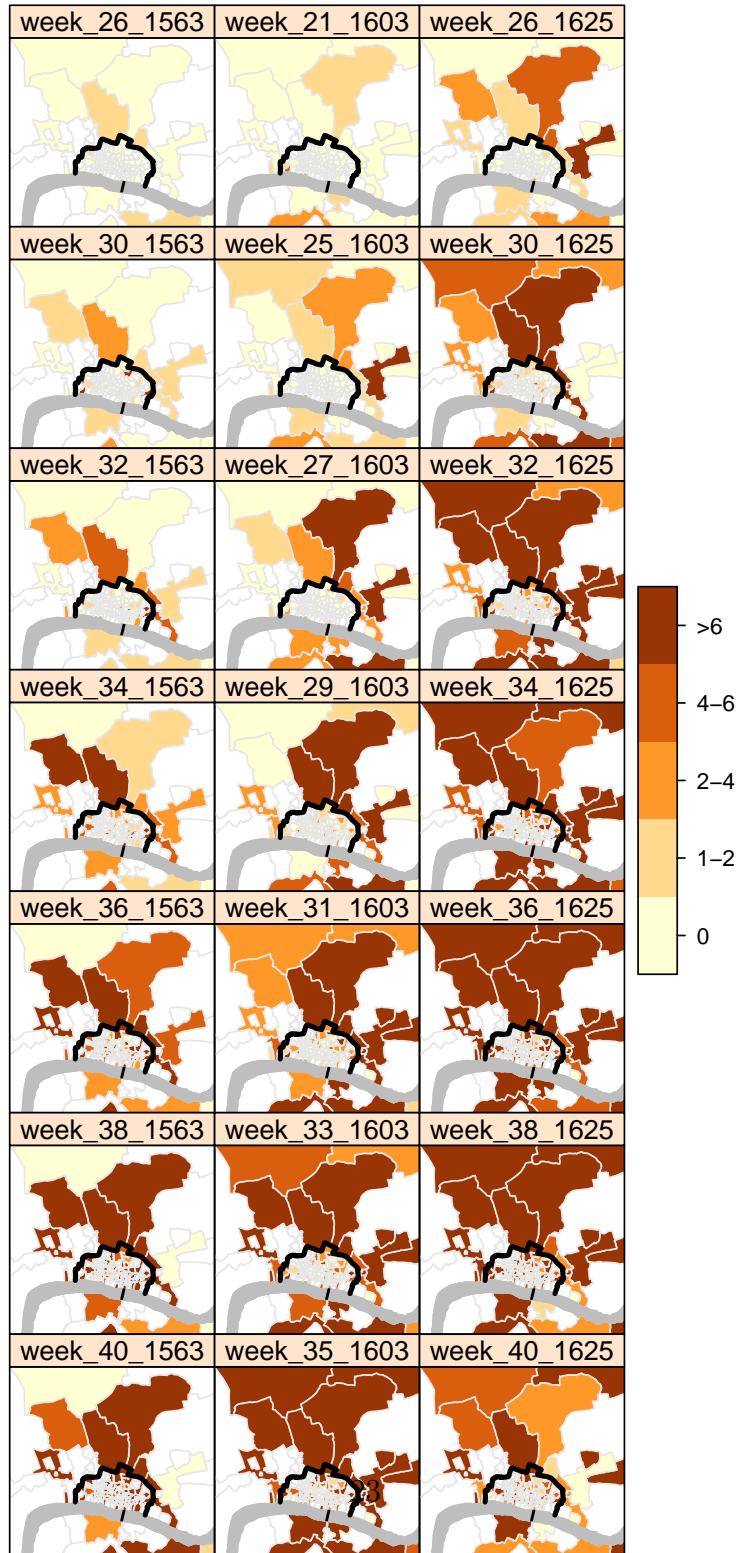 week_26_1563 week_21_1603 week_26_1625
week_30_1563 week_25_1603 week_30_1625
week_32_1563 week_27_1603 week_32_1625
>6
4–6
2–4
1–2
0
week_34_1563 week_29_1603 week_34_1625
week_36_1563 week_31_1603 week_36_1625
week_38_1563 week_33_1603 week_38_1625
week_40_1563 week_35_1603 week_40_1625